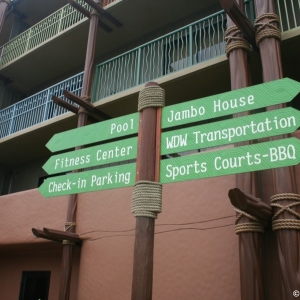 Pool
Fitness Center
Check-in Parking
Jambo House
WDW Transportation
Sports Courts-BBQ
©